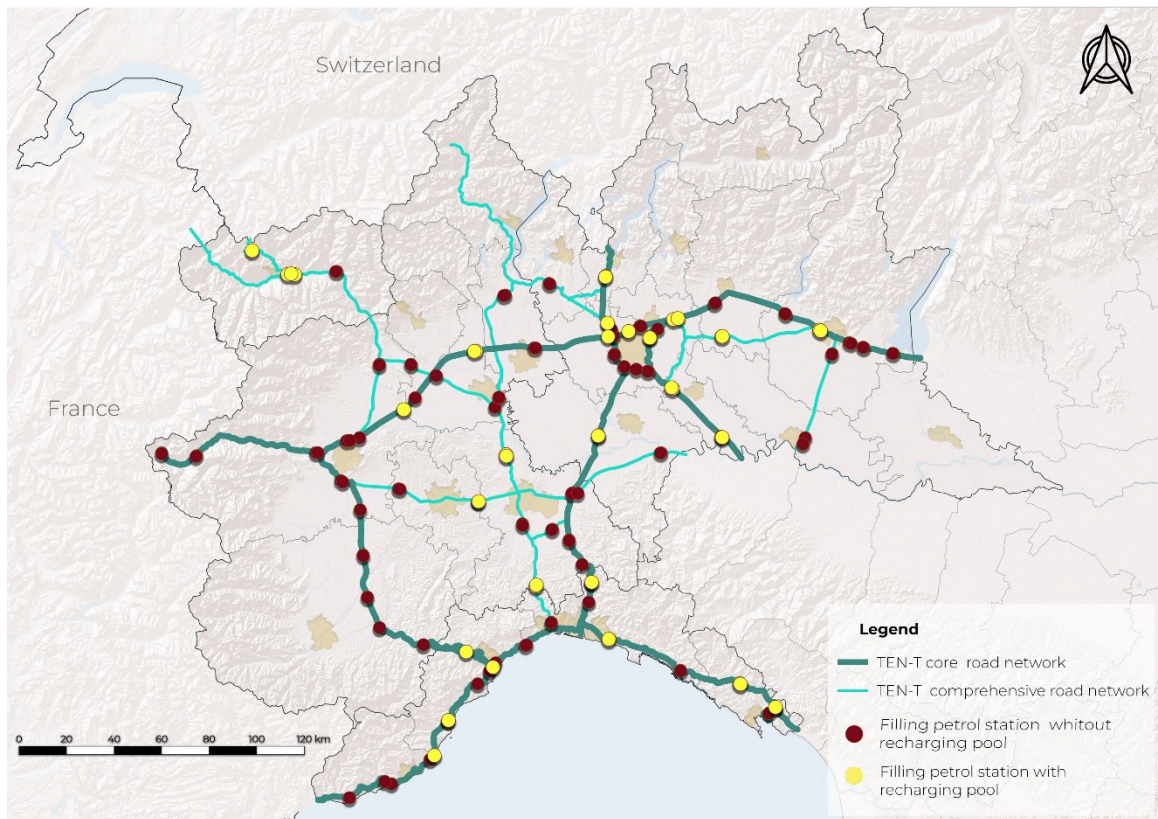 Switzerland
France
Legend
TEN-T core road network
TEN-T comprehensive road network
Filling petrol station whitout
recharging pool
Filling petrol station with
recharging pool
0 20 40 60 80 100 120 km